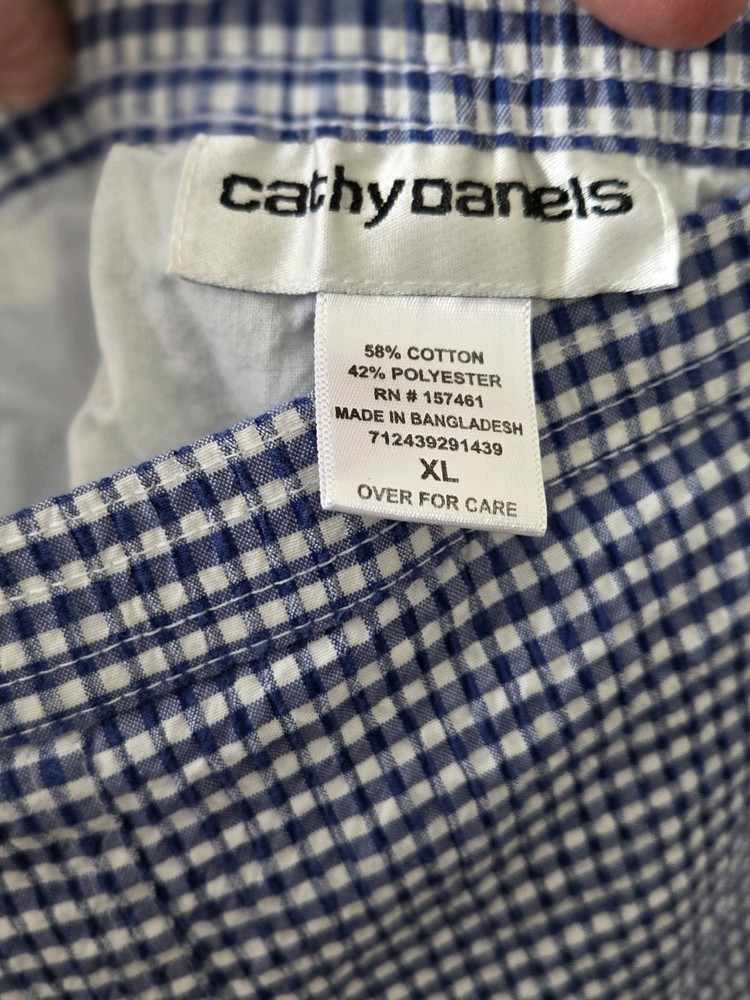 cathy Daniels
58% COTTON
42% POLYESTER
RN # 157461
MADE IN BANGLADESH
712439291439
XL
OVER FOR CARE